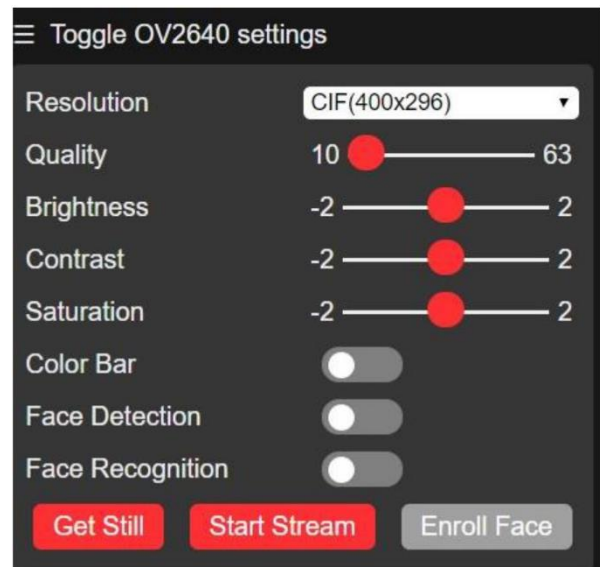 ☰ Toggle OV2640 settings
Resolution CIF(400x296)
Quality 10 63
Brightness -2 2
Contrast -2 2
Saturation -2 2
Color Bar
Face Detection
Face Recognition
Get Still Start Stream Enroll Face